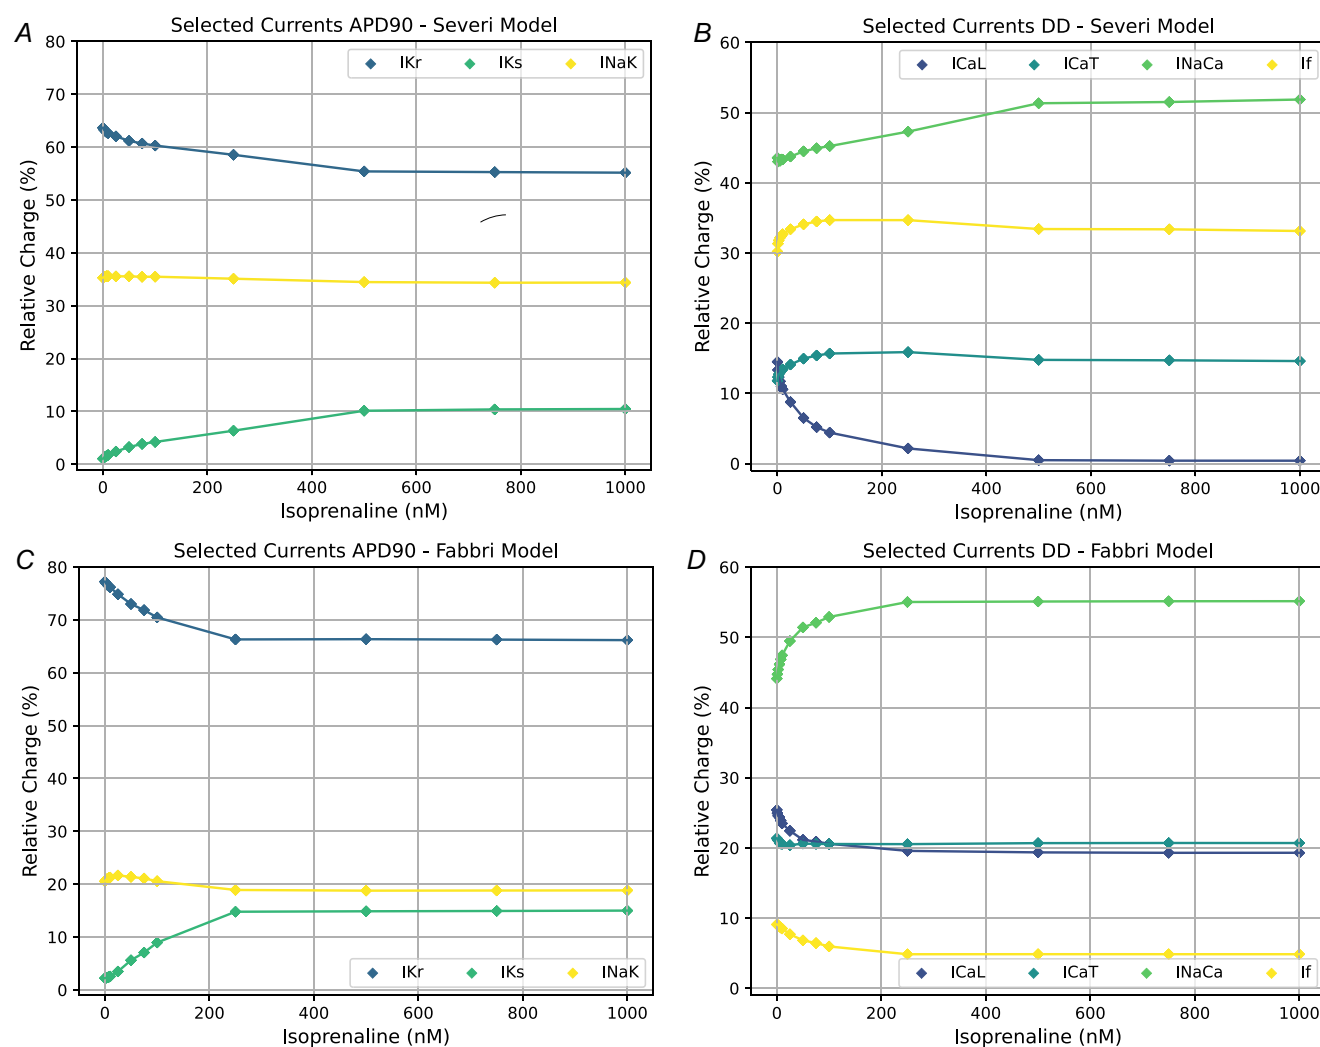 A
Selected Currents APD90 - Severi Model
80
70
60
50
40
30
20
10
0
Relative Charge (%)
IKr IKs INaK
0 200 400 600 800 1000
Isoprenaline (nM)
B
Selected Currents DD - Severi Model
60
50
40
30
20
10
0
Relative Charge (%)
ICaL ICaT INaCa If
0 200 400 600 800 1000
Isoprenaline (nM)
C
Selected Currents APD90 - Fabbri Model
80
70
60
50
40
30
20
10
0
Relative Charge (%)
IKr IKs INaK
0 200 400 600 800 1000
Isoprenaline (nM)
D
Selected Currents DD - Fabbri Model
60
50
40
30
20
10
0
Relative Charge (%)
ICaL ICaT INaCa If
0 200 400 600 800 1000
Isoprenaline (nM)